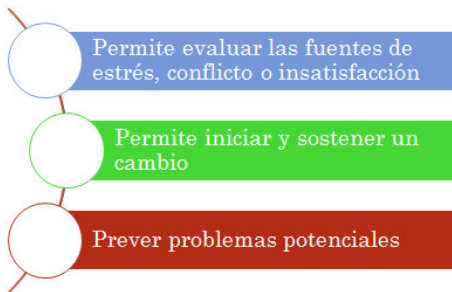 Permite evaluar las fuentes de
estrés, conflicto o insatisfacción
Permite iniciar y sostener un
cambio
Prever problemas potenciales